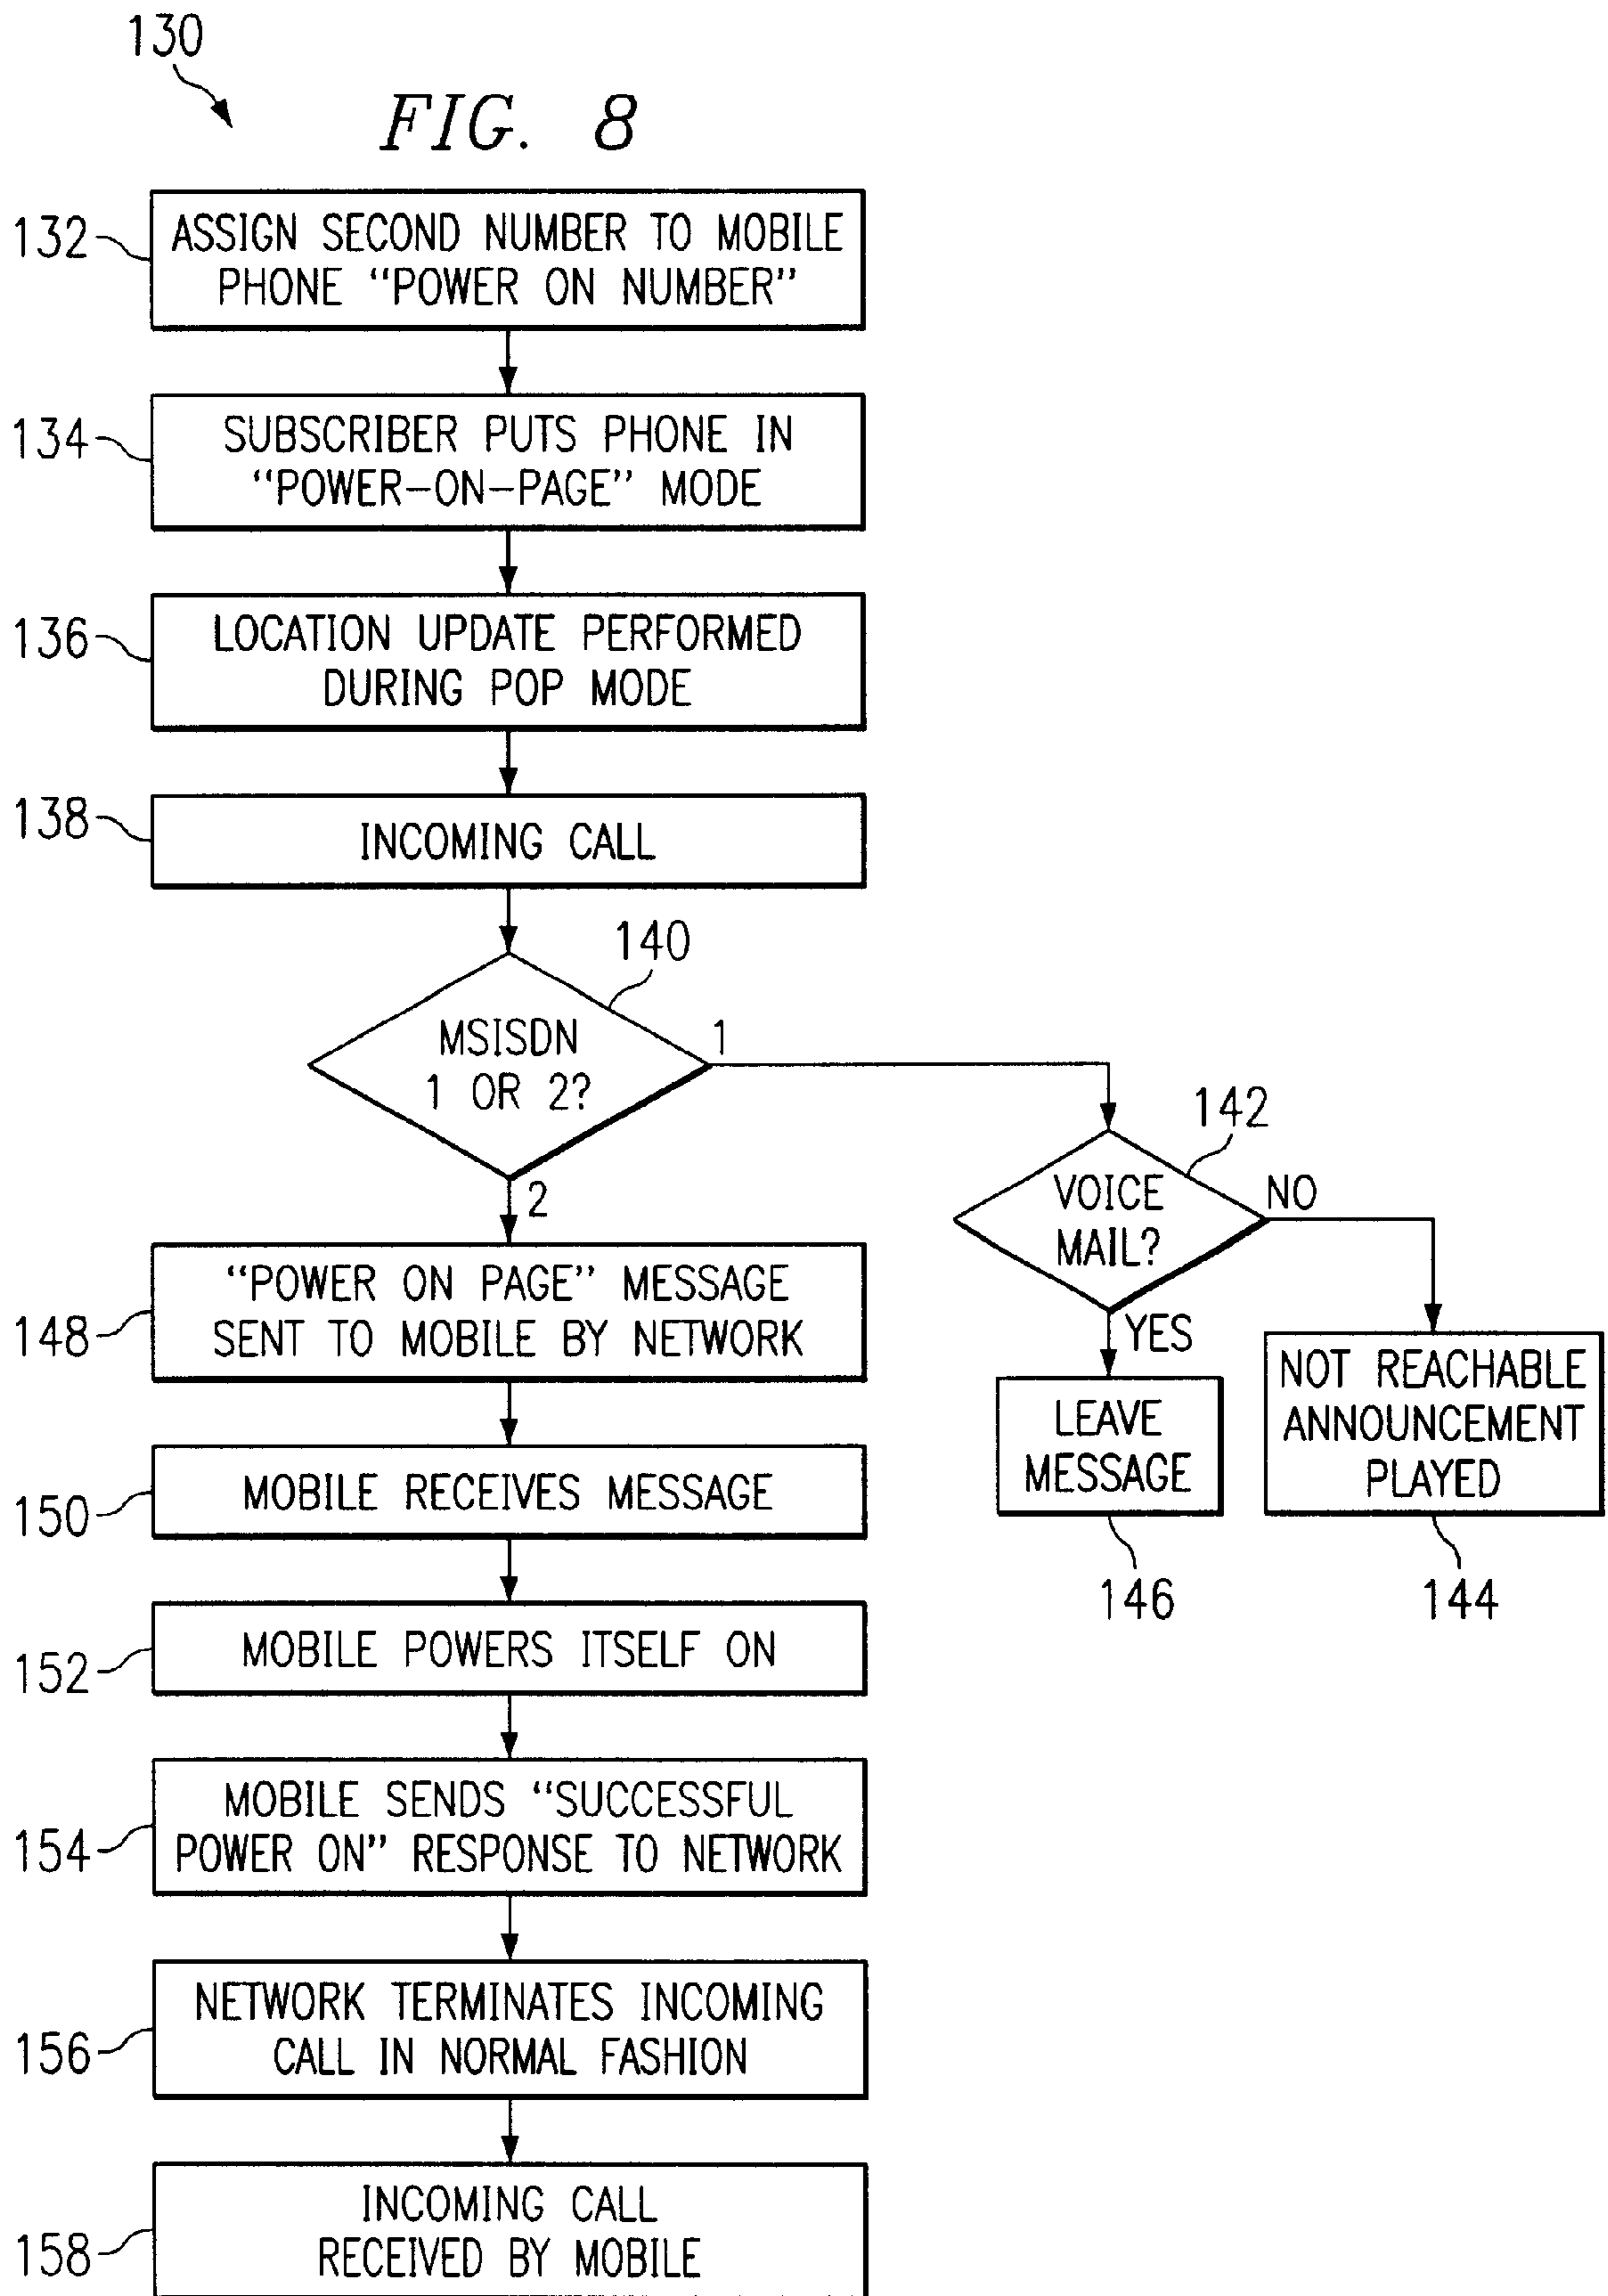 130
FIG. 8
132
ASSIGN SECOND NUMBER TO MOBILE
PHONE “POWER ON NUMBER”
134
SUBSCRIBER PUTS PHONE IN
“POWER-ON-PAGE” MODE
136
LOCATION UPDATE PERFORMED
DURING POP MODE
138
INCOMING CALL
140
MSISDN
1 OR 2?
1
2
142
VOICE
MAIL?
NO
YES
LEAVE
MESSAGE
146
NOT REACHABLE
ANNOUNCEMENT
PLAYED
144
148
“POWER ON PAGE” MESSAGE
SENT TO MOBILE BY NETWORK
150
MOBILE RECEIVES MESSAGE
152
MOBILE POWERS ITSELF ON
154
MOBILE SENDS “SUCCESSFUL
POWER ON” RESPONSE TO NETWORK
156
NETWORK TERMINATES INCOMING
CALL IN NORMAL FASHION
158
INCOMING CALL
RECEIVED BY MOBILE